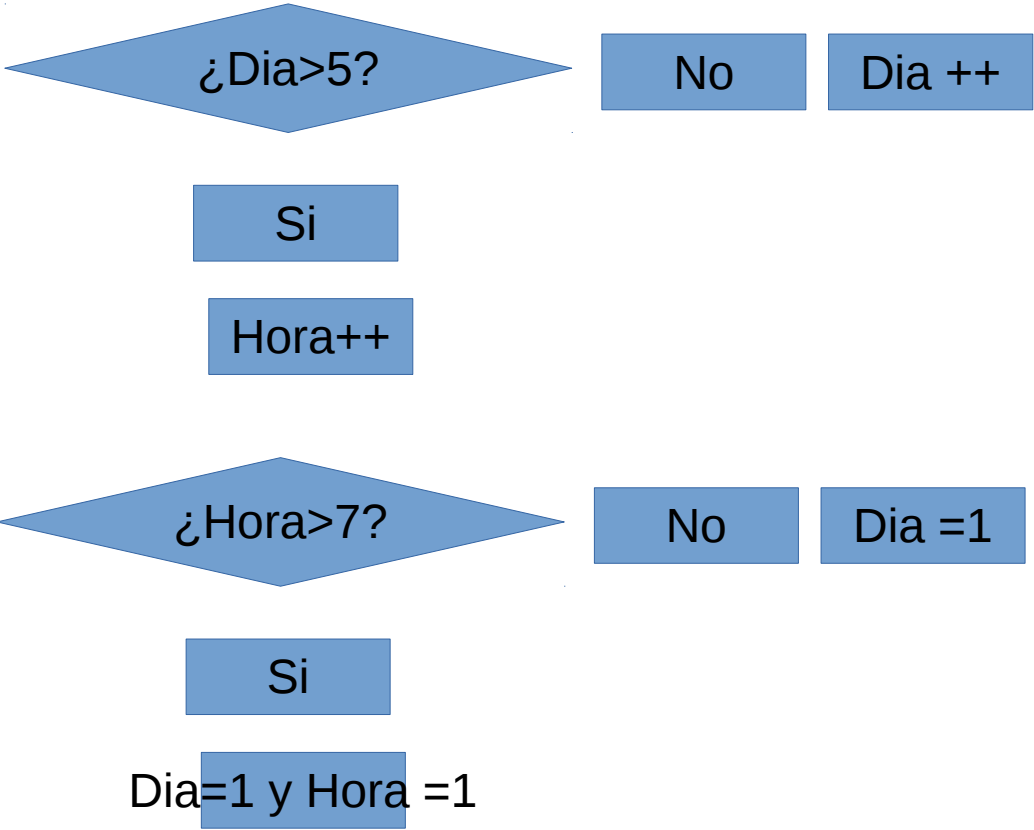 ¿Dia>5?
No
Dia ++
Si
Hora++
¿Hora>7?
No
Dia =1
Si
Dia=1 y Hora =1